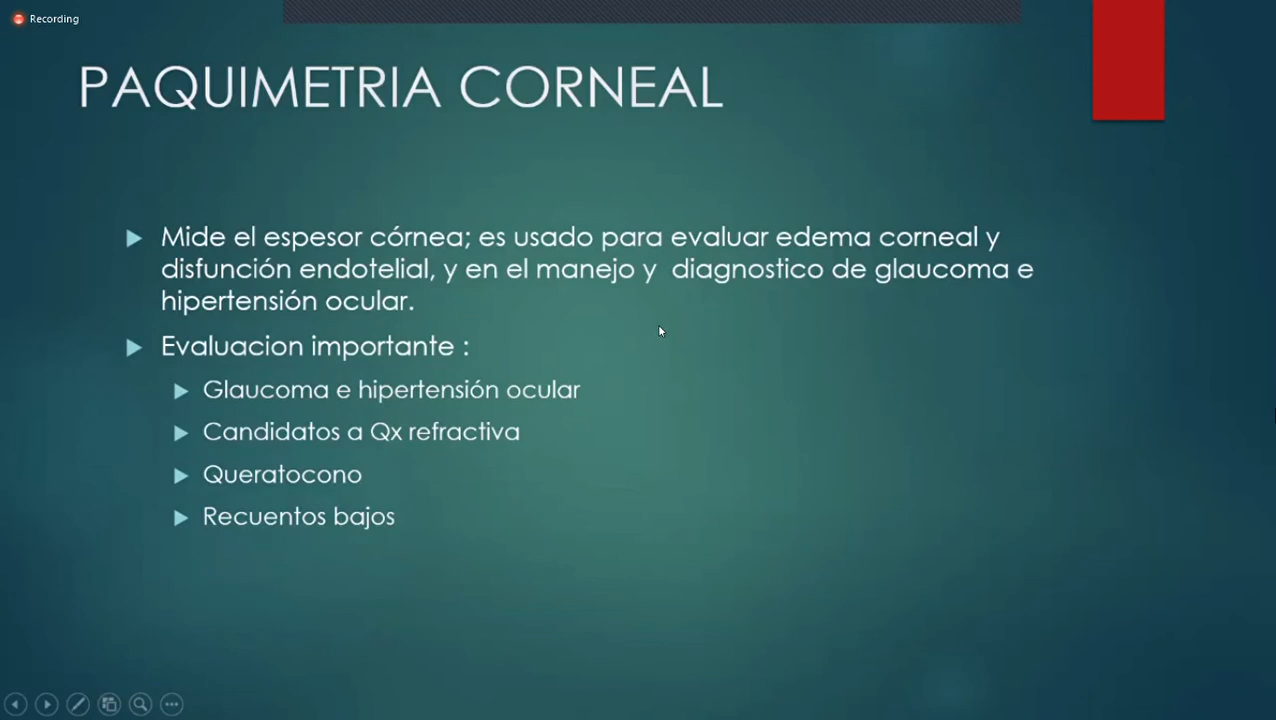 Recording
PAQUIMETRIA CORNEAL
Mide el espesor córnea; es usado para evaluar edema corneal y
disfunción endotelial, y en el manejo y  diagnostico de glaucoma e
hipertensión ocular.
Evaluacion importante :
Glaucoma e hipertensión ocular
Candidatos a Qx refractiva
Queratocono
Recuentos bajos